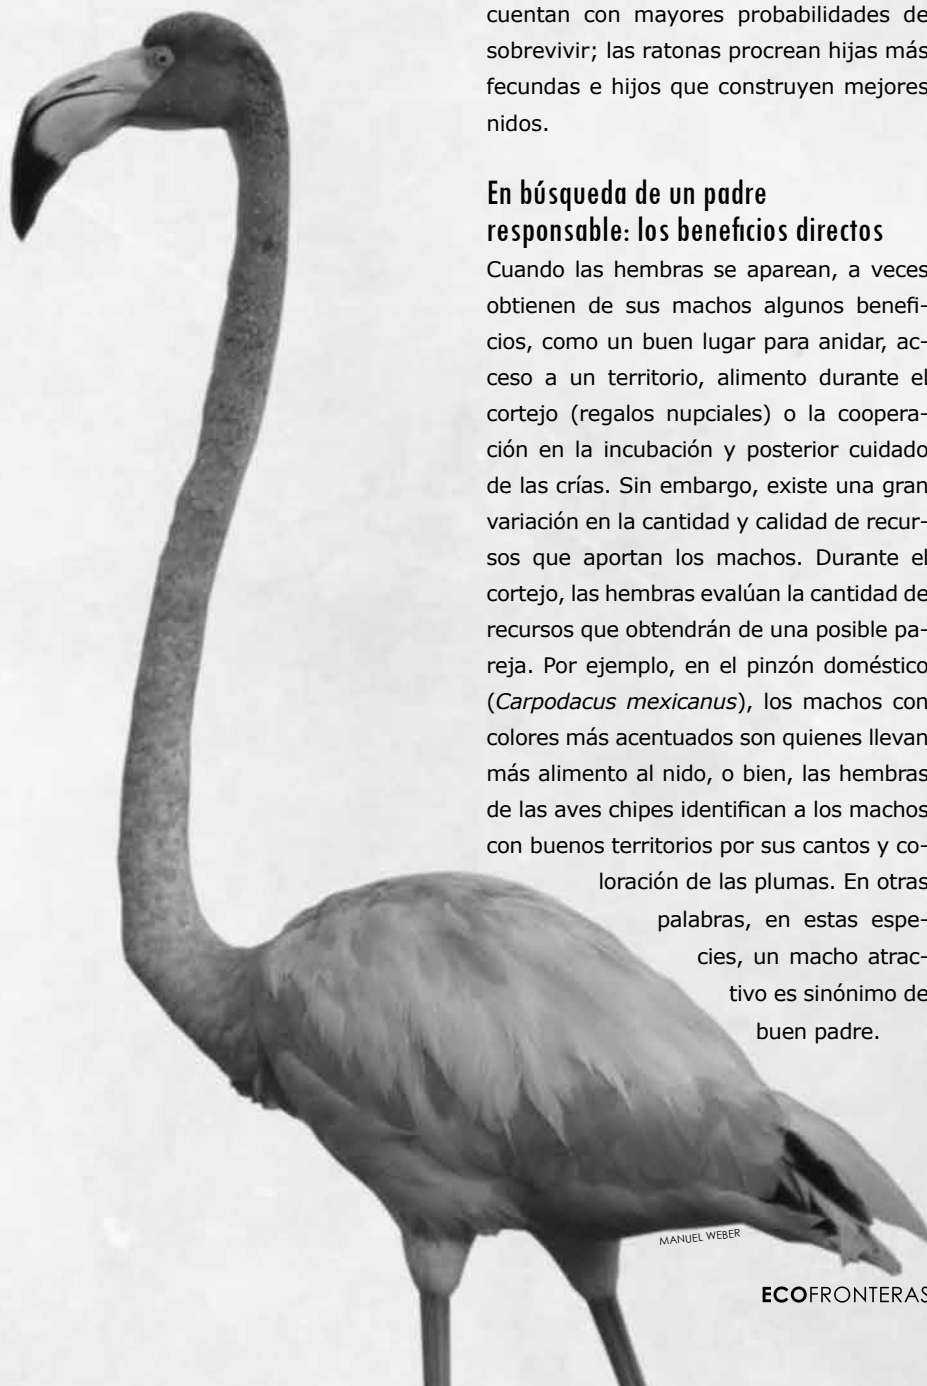 cuentan con mayores probabilidades de
sobrevivir; las ratonas procrean hijas más
fecundas e hijos que construyen mejores
nidos.
En búsqueda de un padre
responsable: los beneficios directos
Cuando las hembras se aparean, a veces
obtienen de sus machos algunos benefi-
cios, como un buen lugar para anidar, ac-
ceso a un territorio, alimento durante el
cortejo (regalos nupciales) o la coopera-
ción en la incubación y posterior cuidado
de las crías. Sin embargo, existe una gran
variación en la cantidad y calidad de recur-
sos que aportan los machos. Durante el
cortejo, las hembras evalúan la cantidad de
recursos que obtendrán de una posible pa-
reja. Por ejemplo, en el pinzón doméstico
(Carpodacus mexicanus), los machos con
colores más acentuados son quienes llevan
más alimento al nido, o bien, las hembras
de las aves chipes identifican a los machos
con buenos territorios por sus cantos y co-
loración de las plumas. En otras
palabras, en estas espe-
cies, un macho atrac-
tivo es sinónimo de
buen padre.
MANUEL WEBER
ECOFRONTERAS